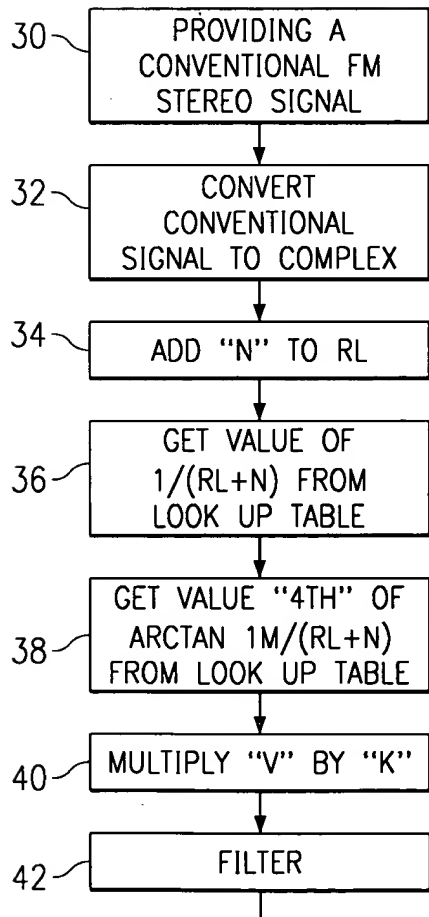 30
PROVIDING A
CONVENTIONAL FM
STEREO SIGNAL
32
CONVERT
CONVENTIONAL
SIGNAL TO COMPLEX
34
ADD "N" TO RL
36
GET VALUE OF
1/(RL+N) FROM
LOOK UP TABLE
38
GET VALUE "4TH" OF
ARCTAN 1M/(RL+N)
FROM LOOK UP TABLE
40
MULTIPLY "V" BY "K"
42
FILTER